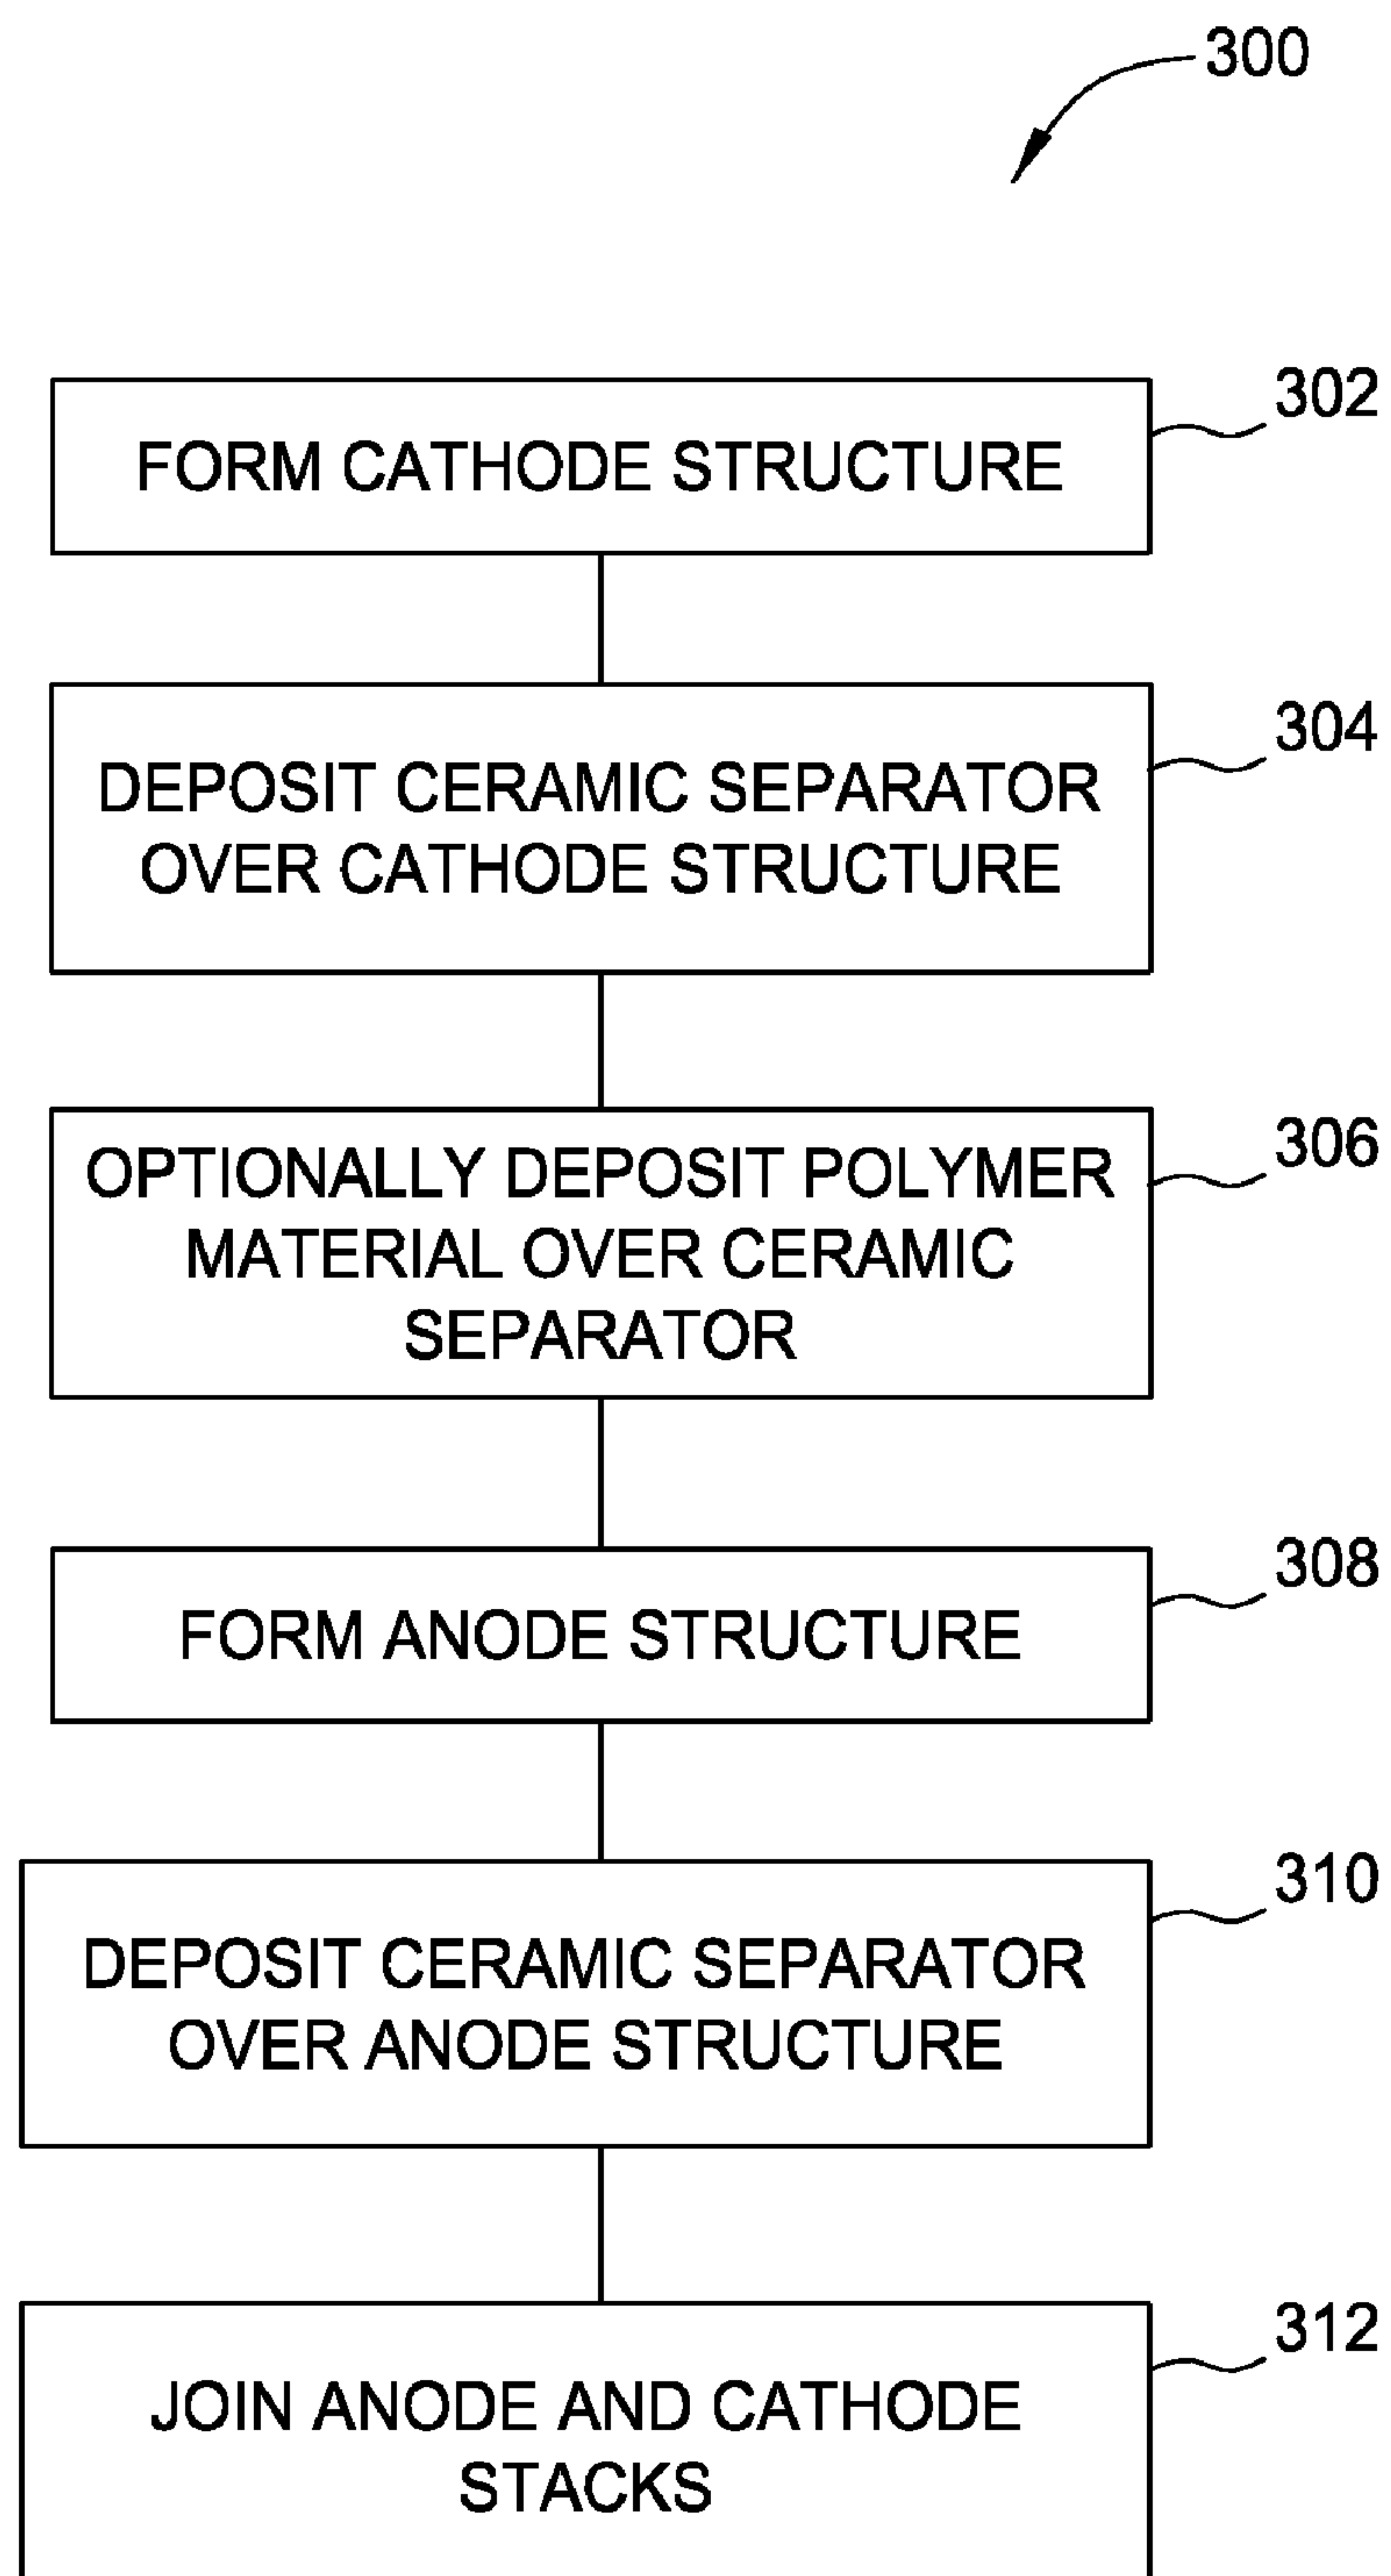 300
302
FORM CATHODE STRUCTURE
304
DEPOSIT CERAMIC SEPARATOR
OVER CATHODE STRUCTURE
306
OPTIONALLY DEPOSIT POLYMER
MATERIAL OVER CERAMIC
SEPARATOR
308
FORM ANODE STRUCTURE
310
DEPOSIT CERAMIC SEPARATOR
OVER ANODE STRUCTURE
312
JOIN ANODE AND CATHODE
STACKS